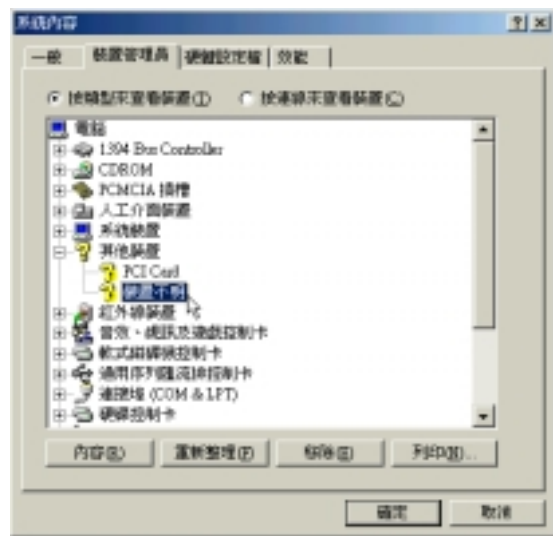 系統內容
一般 裝置管理員 硬體設定檔 效能
按類型來查看裝置(I) 按連線來查看裝置(C)
電腦
1394 Bus Controller
CDROM
PCMCIA 插槽
人工介面裝置
系統裝置
其他裝置
PCI Card
裝置不明
紅外線裝置
音效、視訊及遊戲控制卡
軟式磁碟機控制卡
通用序列匯流排控制卡
連接埠 (COM & LPT)
硬碟控制卡
內容(R) 重新整理(F) 移除(E) 列印(N)...
確定 取消